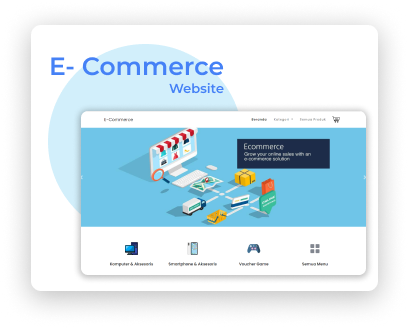 E- Commerce
Website
E-Commerce
Beranda Kategori Semua Produk
Ecommerce
Grow your online sales with an
e-commerce solution
Komputer & Aksesoris Smartphone & Aksesoris Voucher Game Semua Menu